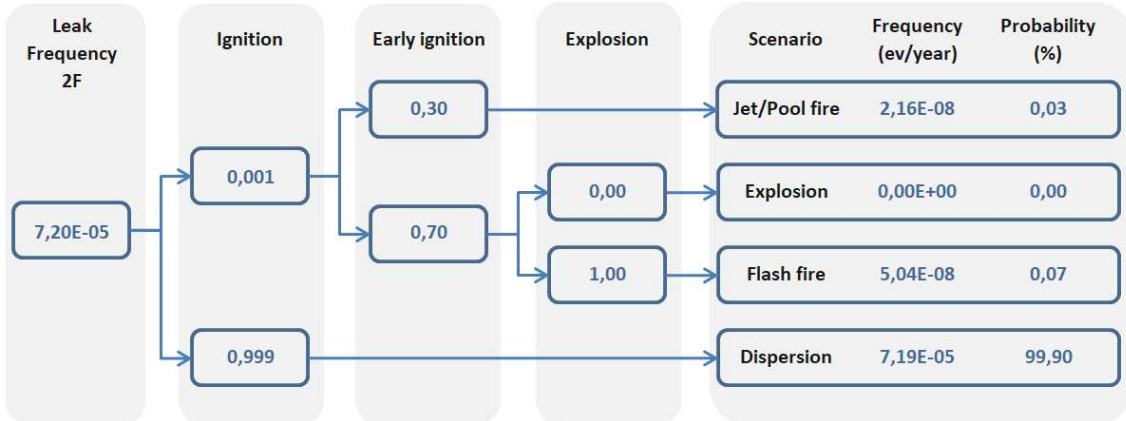 Leak
Frequency
2F
Ignition
Early ignition
Explosion
Scenario
Frequency
(ev/year)
Probability
(%)
7,20E-05
0,001
0,999
0,30
0,70
0,00
1,00
Jet/Pool fire 2,16E-08 0,03
Explosion 0,00E+00 0,00
Flash fire 5,04E-08 0,07
Dispersion 7,19E-05 99,90